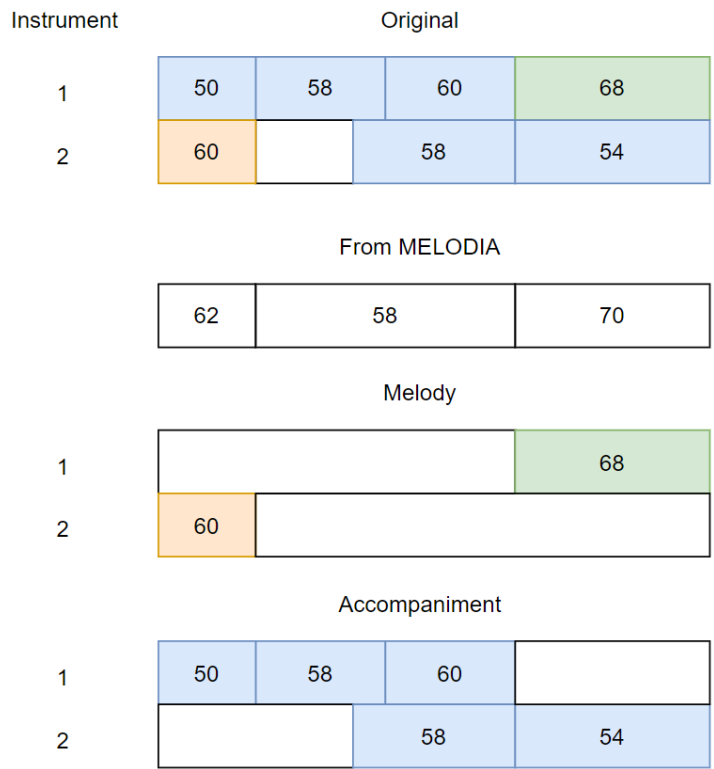 Instrument Original
1 50 58 60 68
2 60 58 54
From MELODIA
62 58 70
Melody
1 68
2 60
Accompaniment
1 50 58 60
2 58 54